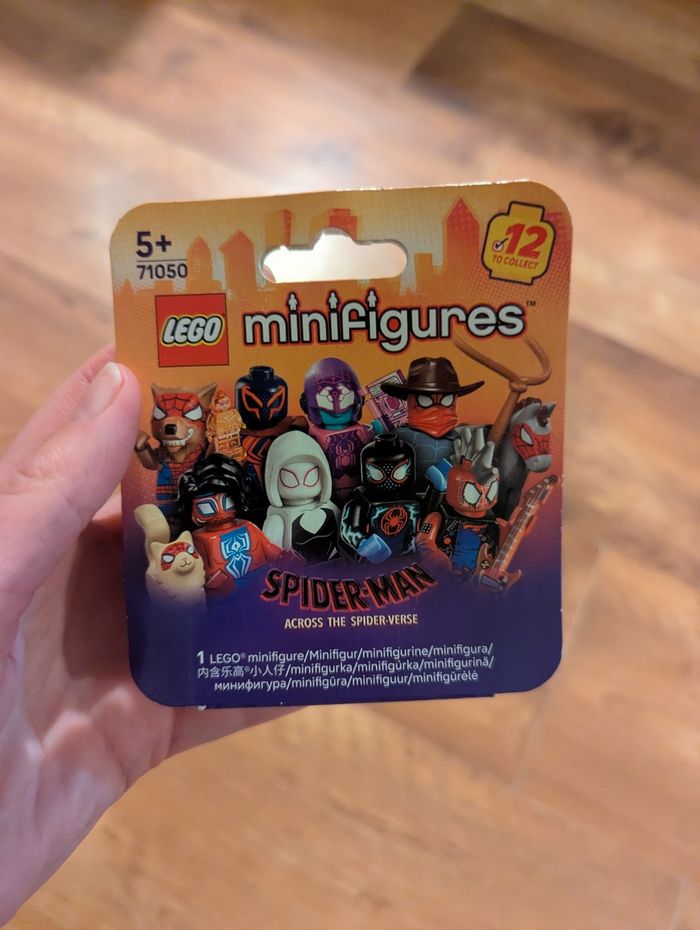 5+
71050
12
TO COLLECT
LEGO
minifigures™
SPIDER-MAN
ACROSS THE SPIDER-VERSE
1 LEGO® minifigure/Minifigur/minifigurine/minifigura/
内含乐高®小人仔/minifigurka/minifigúrka/minifigurină/
минифигура/minifigūra/minifiguur/minifigūrėlė